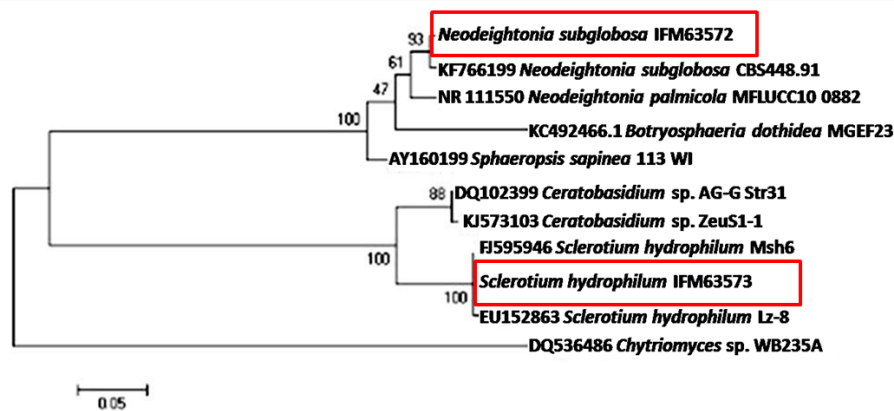 Neodeightonia subglobosa IFM63572
93
KF766199 Neodeightonia subglobosa CBS448.91
61
NR 111550 Neodeightonia palmicola MFLUCC10 0882
47
100
KC492466.1 Botryosphaeria dothidea MGEF23
AY160199 Sphaeropsis sapinea 113 WI
88
DQ102399 Ceratobasidium sp. AG-G Str31
KJ573103 Ceratobasidium sp. ZeuS1-1
FJ595946 Sclerotium hydrophilum Msh6
100
Sclerotium hydrophilum IFM63573
100
EU152863 Sclerotium hydrophilum Lz-8
DQ536486 Chytriomyces sp. WB235A
0.05